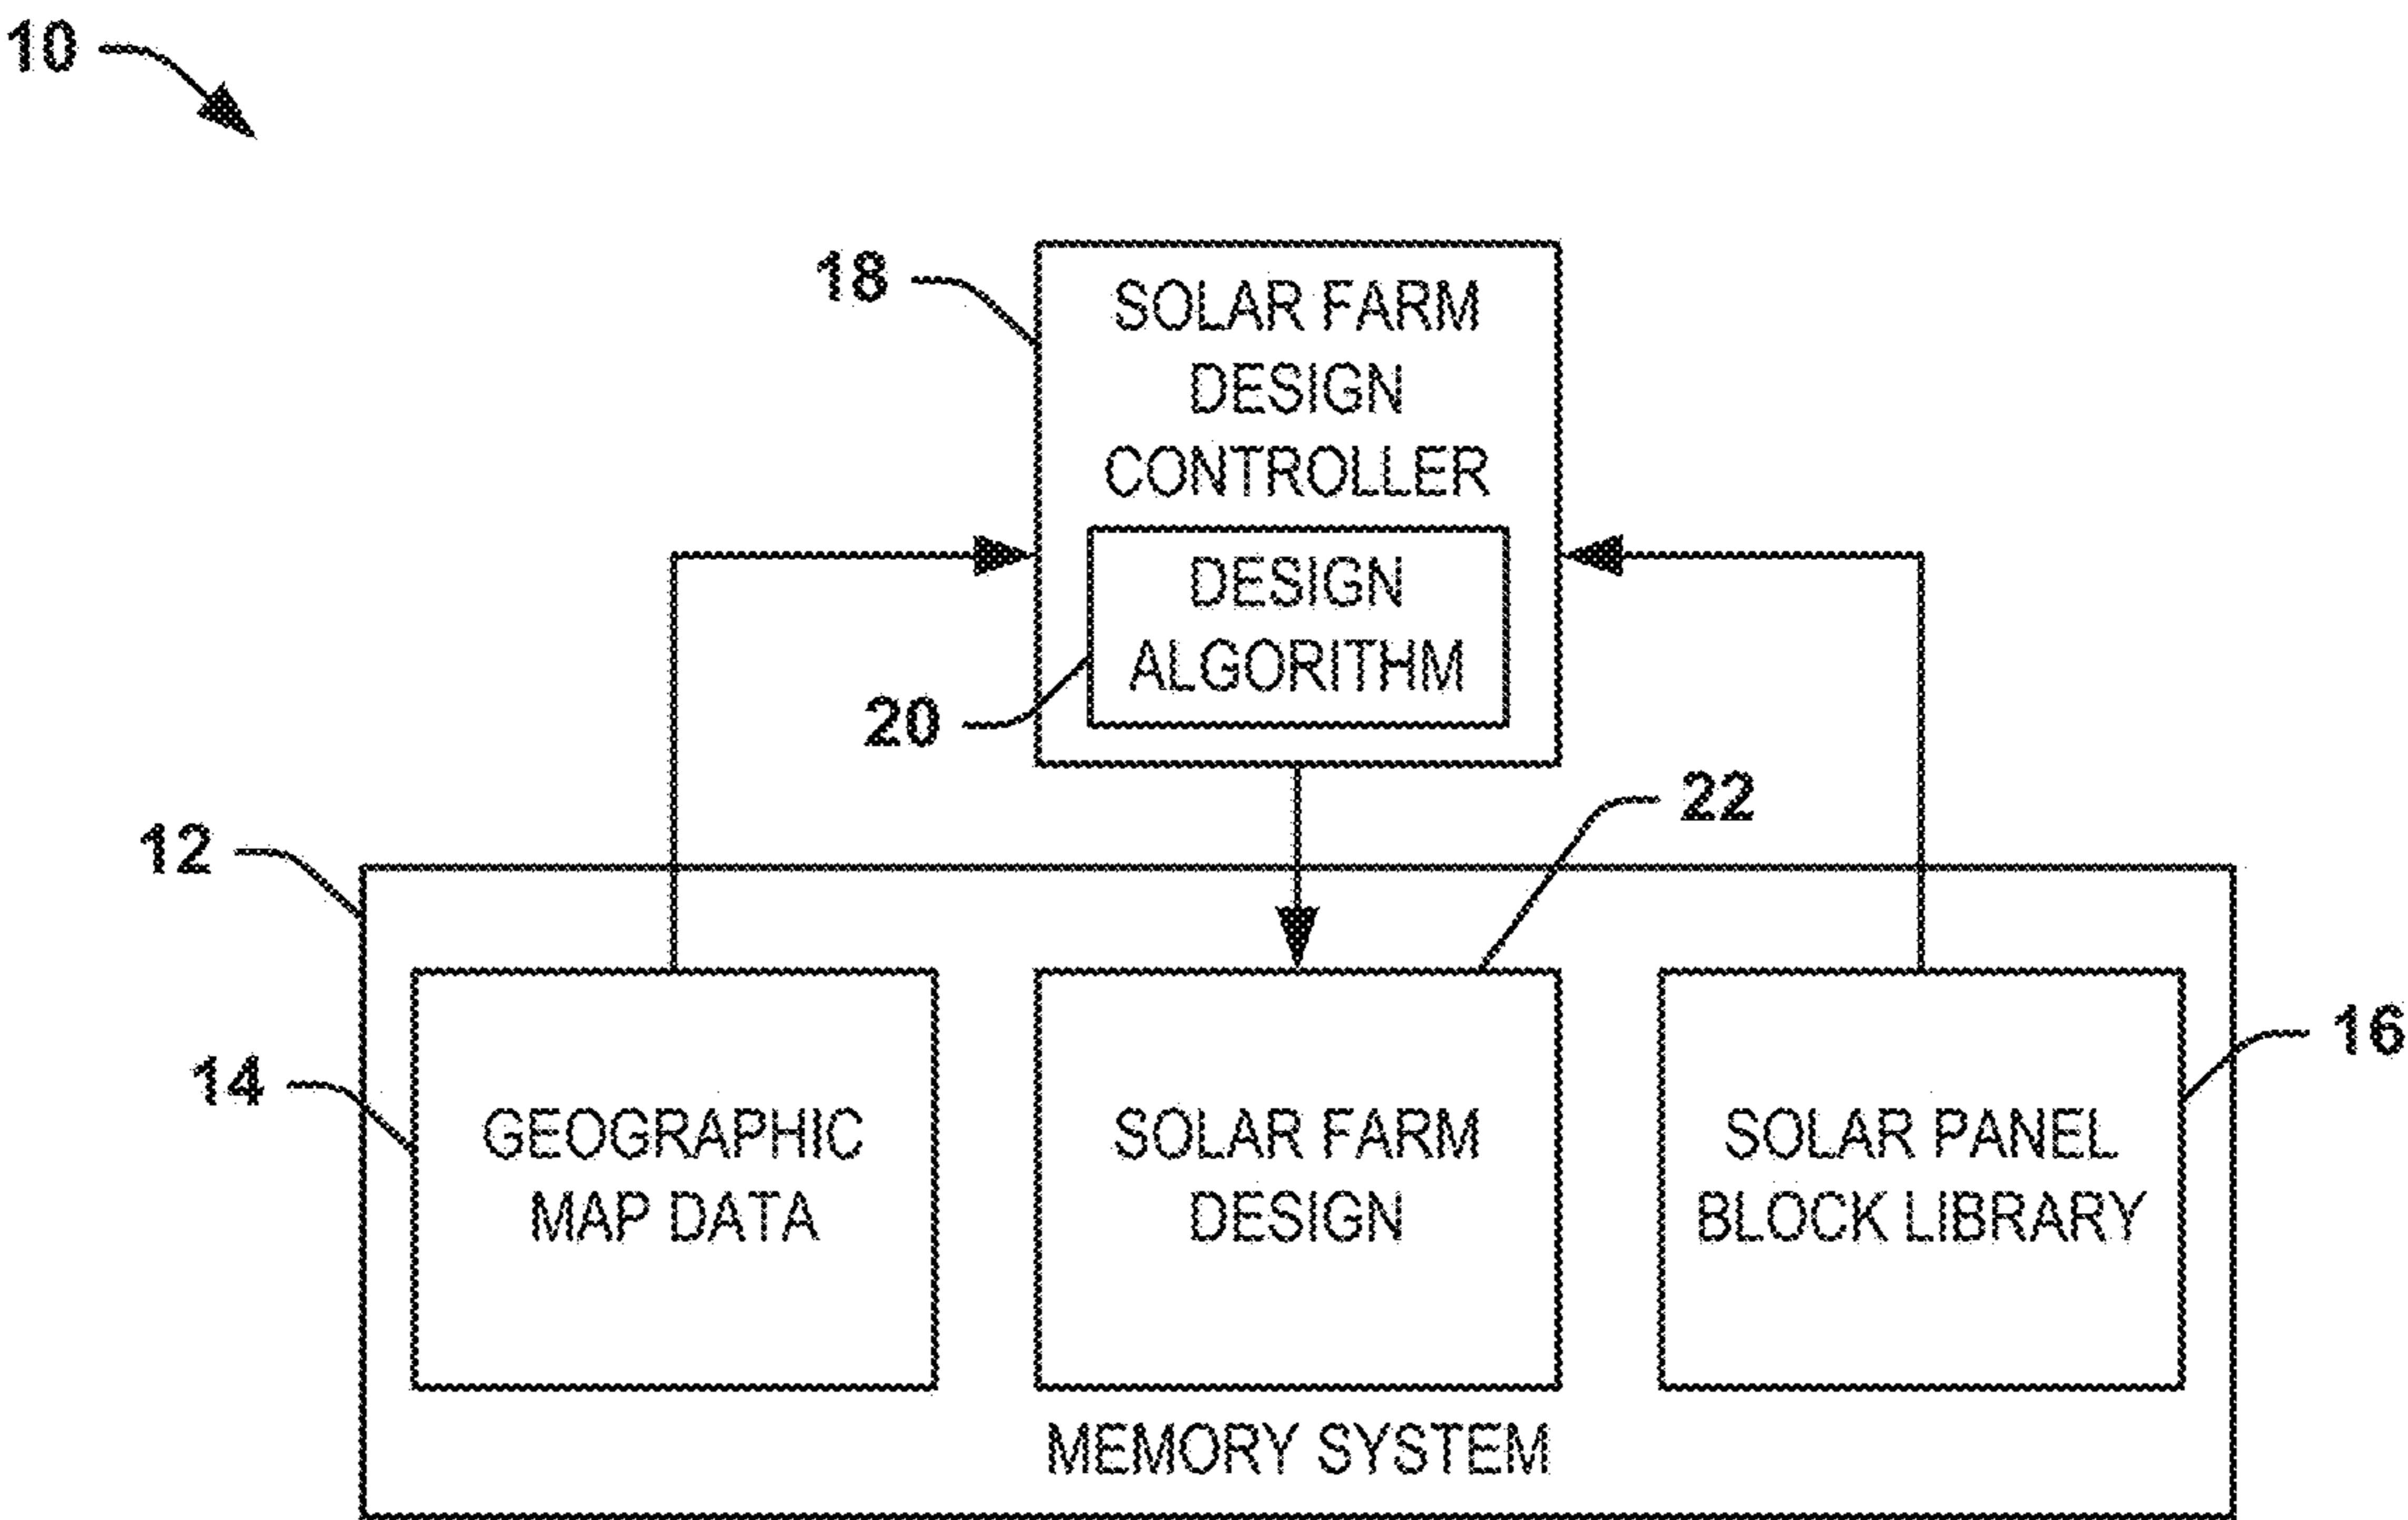 10
18
SOLAR FARM
DESIGN
CONTROLLER
DESIGN
ALGORITHM
20
22
12
14
GEOGRAPHIC
MAP DATA
SOLAR FARM
DESIGN
SOLAR PANEL
BLOCK LIBRARY
16
MEMORY SYSTEM